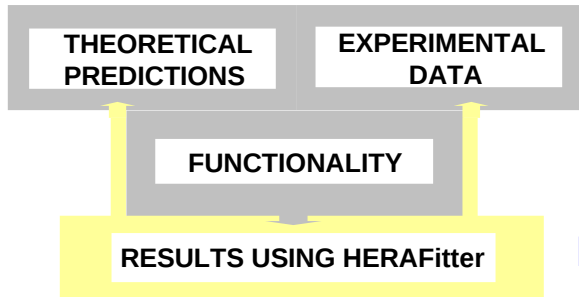 THEORETICAL
PREDICTIONS
EXPERIMENTAL
DATA
FUNCTIONALITY
RESULTS USING HERAFitter